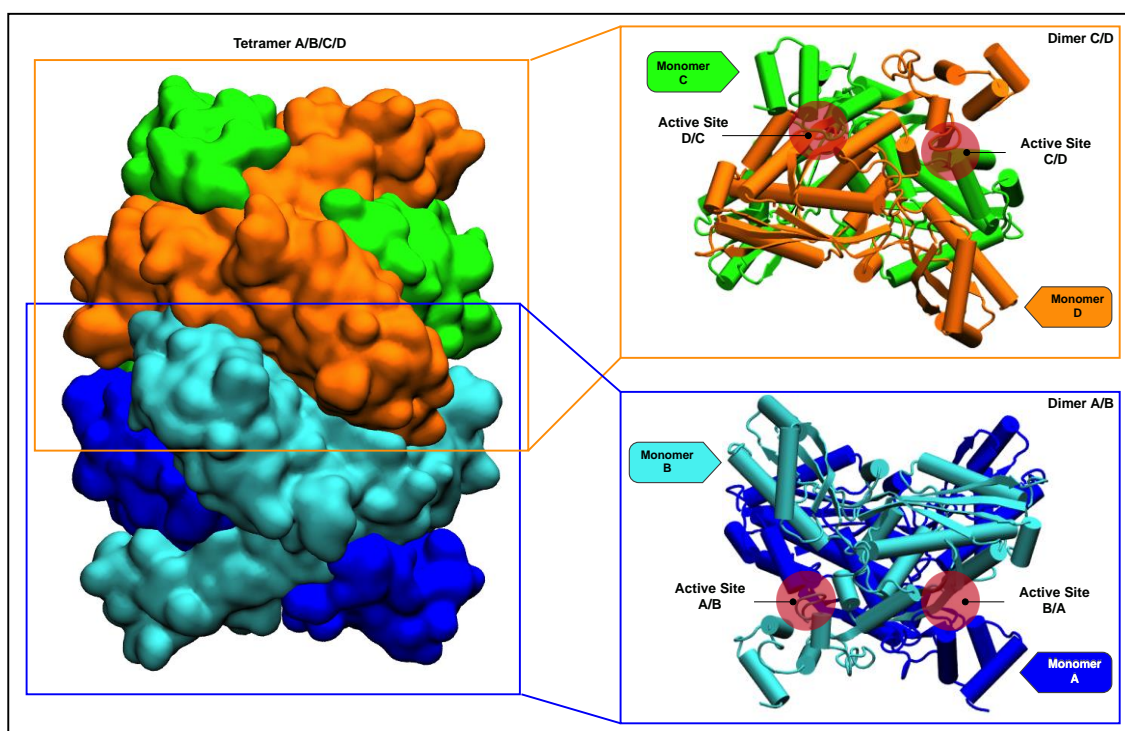 Tetramer A/B/C/D
Dimer C/D
Monomer
C
Active Site
D/C
Active Site
C/D
Monomer
D
Dimer A/B
Monomer
B
Active Site
A/B
Active Site
B/A
Monomer
A